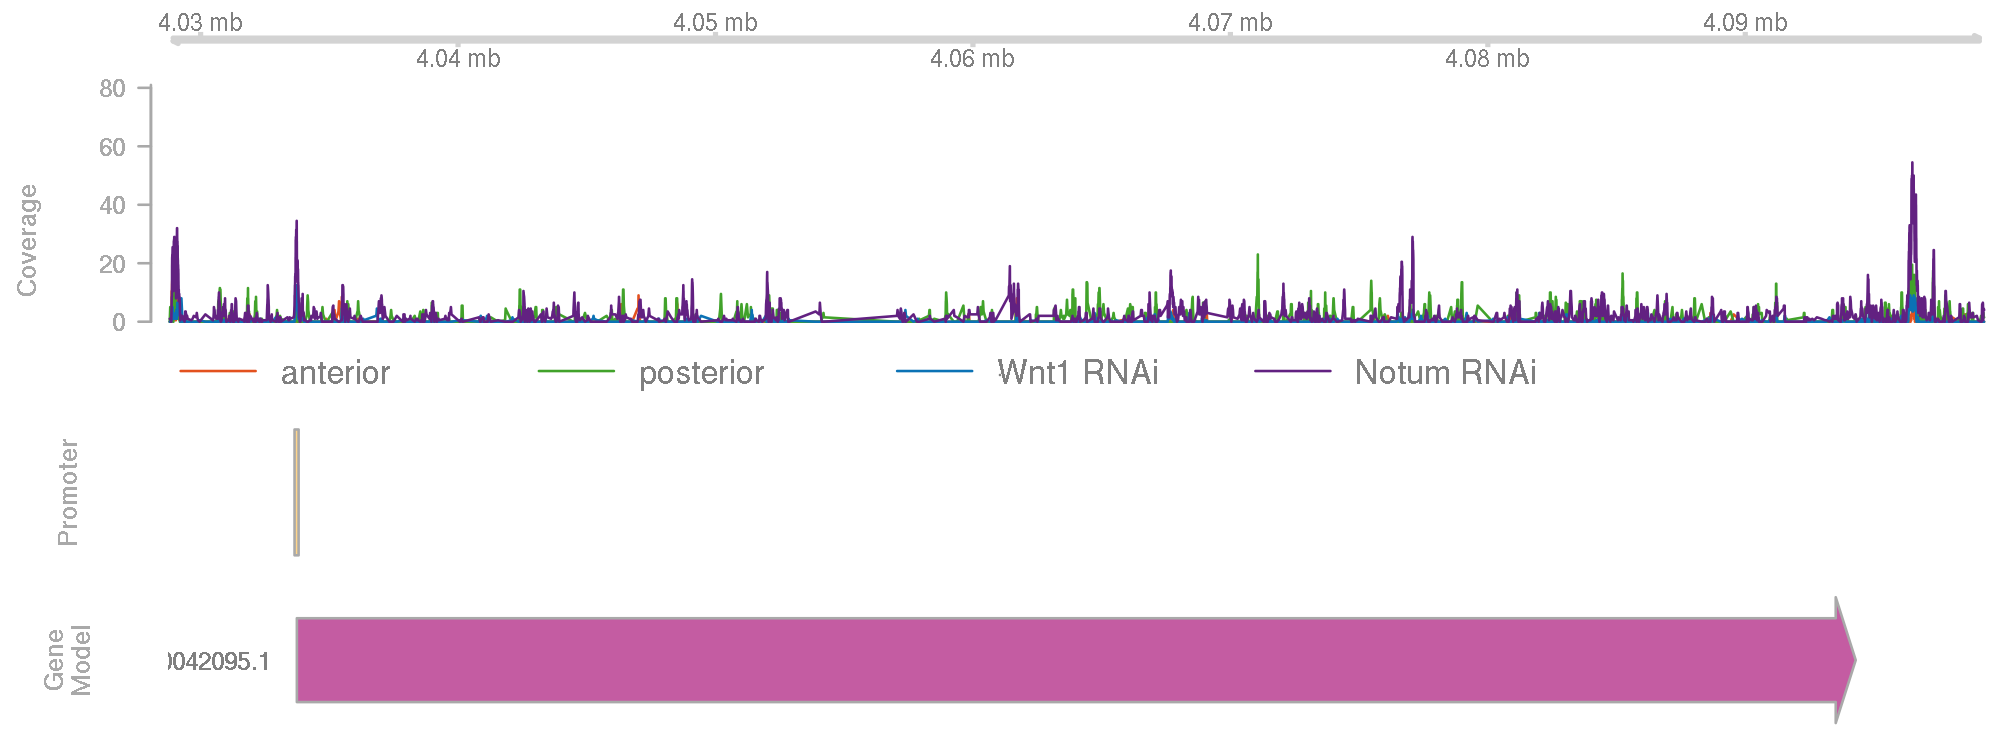 4.03 mb 4.05 mb 4.07 mb 4.09 mb
4.04 mb 4.06 mb 4.08 mb
80
60
40
20
0
Coverage
anterior posterior Wnt1 RNAi Notum RNAi
Promoter
Gene
Model
0042095.1